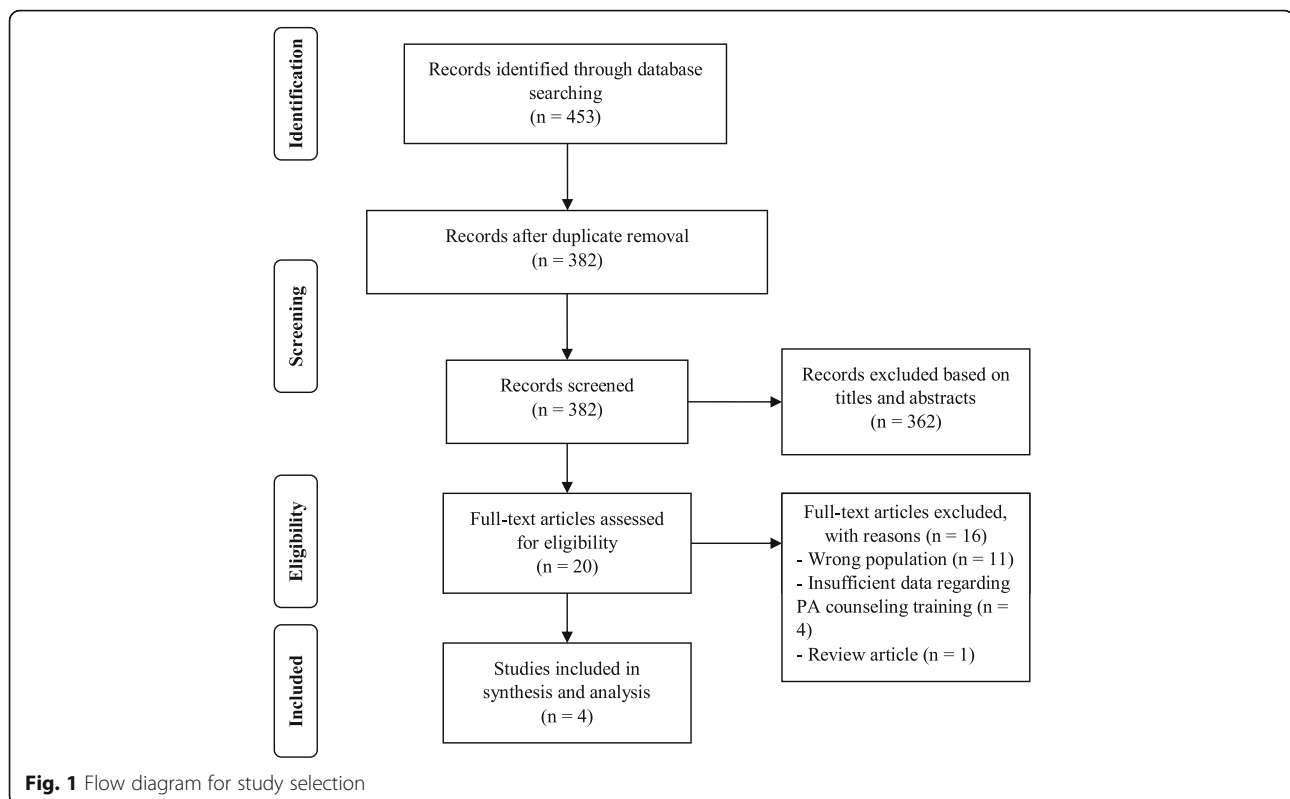 Identification
Records identified through database
searching
(n = 453)
Records after duplicate removal
(n = 382)
Screening
Records screened
(n = 382)
Records excluded based on
titles and abstracts
(n = 362)
Eligibility
Full-text articles assessed
for eligibility
(n = 20)
Full-text articles excluded,
with reasons (n = 16)
- Wrong population (n = 11)
- Insufficient data regarding
PA counseling training (n =
4)
- Review article (n = 1)
Included
Studies included in
synthesis and analysis
(n = 4)
Fig. 1 Flow diagram for study selection